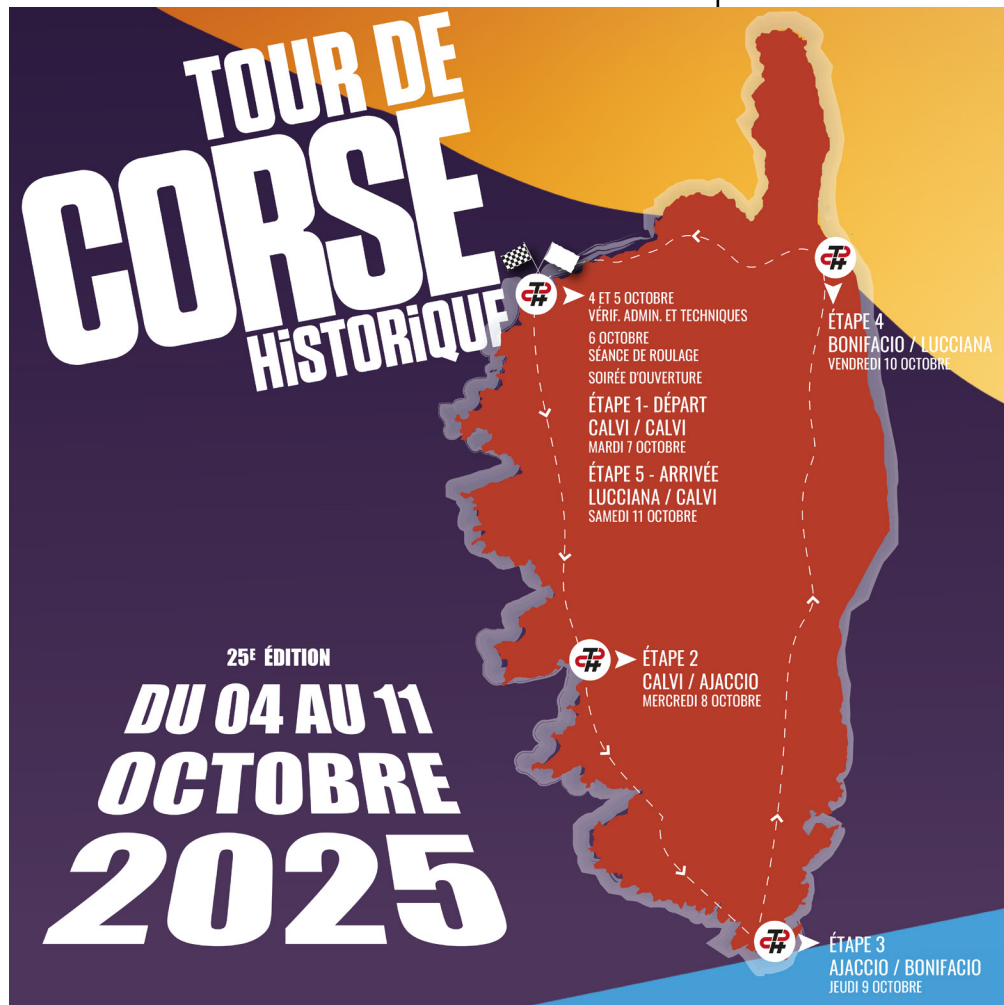 TOUR DE
CORSE
HiSTORiQUE
4 ET 5 OCTOBRE
VÉRIF. ADMIN. ET TECHNIQUES
6 OCTOBRE
SÉANCE DE ROULAGE
SOIRÉE D'OUVERTURE
ÉTAPE 1- DÉPART
CALVI / CALVI
MARDI 7 OCTOBRE
ÉTAPE 5 - ARRIVÉE
LUCCIANA / CALVI
SAMEDI 11 OCTOBRE
ÉTAPE 4
BONIFACIO / LUCCIANA
VENDREDI 10 OCTOBRE
ÉTAPE 2
CALVI / AJACCIO
MERCREDI 8 OCTOBRE
ÉTAPE 3
AJACCIO / BONIFACIO
JEUDI 9 OCTOBRE
25E ÉDITION
DU 04 AU 11
OCTOBRE
2025